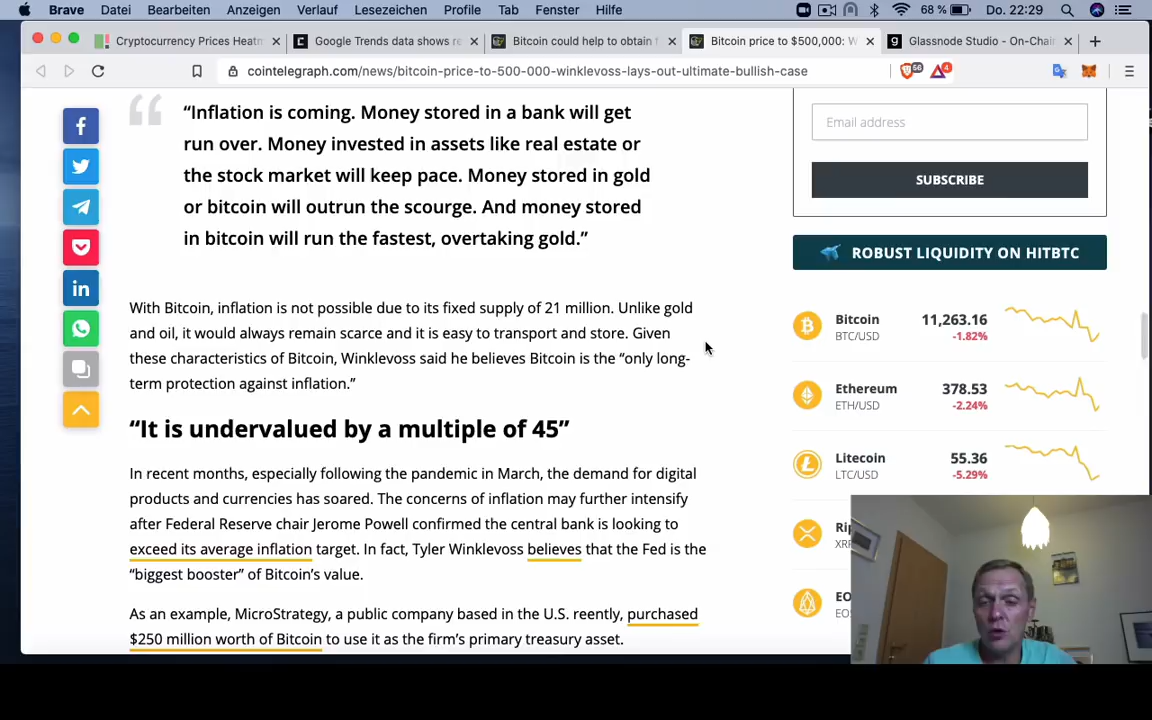 Brave Datei Bearbeiten Anzeigen Verlauf Lesezeichen Profile Tab Fenster Hilfe 68 % Do. 22:29
Cryptocurrency Prices Heatm
Google Trends data shows re
Bitcoin could help to obtain f
Bitcoin price to $500,000: W
Glassnode Studio - On-Chai
cointelegraph.com/news/bitcoin-price-to-500-000-winklevoss-lays-out-ultimate-bullish-case
56
4
“Inflation is coming. Money stored in a bank will get
run over. Money invested in assets like real estate or
the stock market will keep pace. Money stored in gold
or bitcoin will outrun the scourge. And money stored
in bitcoin will run the fastest, overtaking gold.”
With Bitcoin, inflation is not possible due to its fixed supply of 21 million. Unlike gold
and oil, it would always remain scarce and it is easy to transport and store. Given
these characteristics of Bitcoin, Winklevoss said he believes Bitcoin is the “only long-
term protection against inflation.”
“It is undervalued by a multiple of 45”
In recent months, especially following the pandemic in March, the demand for digital
products and currencies has soared. The concerns of inflation may further intensify
after Federal Reserve chair Jerome Powell confirmed the central bank is looking to
exceed its average inflation target. In fact, Tyler Winklevoss believes that the Fed is the
“biggest booster” of Bitcoin’s value.
As an example, MicroStrategy, a public company based in the U.S. reently, purchased
$250 million worth of Bitcoin to use it as the firm’s primary treasury asset.
Email address
SUBSCRIBE
ROBUST LIQUIDITY ON HITBTC
Bitcoin 11,263.16
BTC/USD -1.82%
Ethereum 378.53
ETH/USD -2.24%
Litecoin 55.36
LTC/USD -5.29%
Rip
XRP
EO
EOS